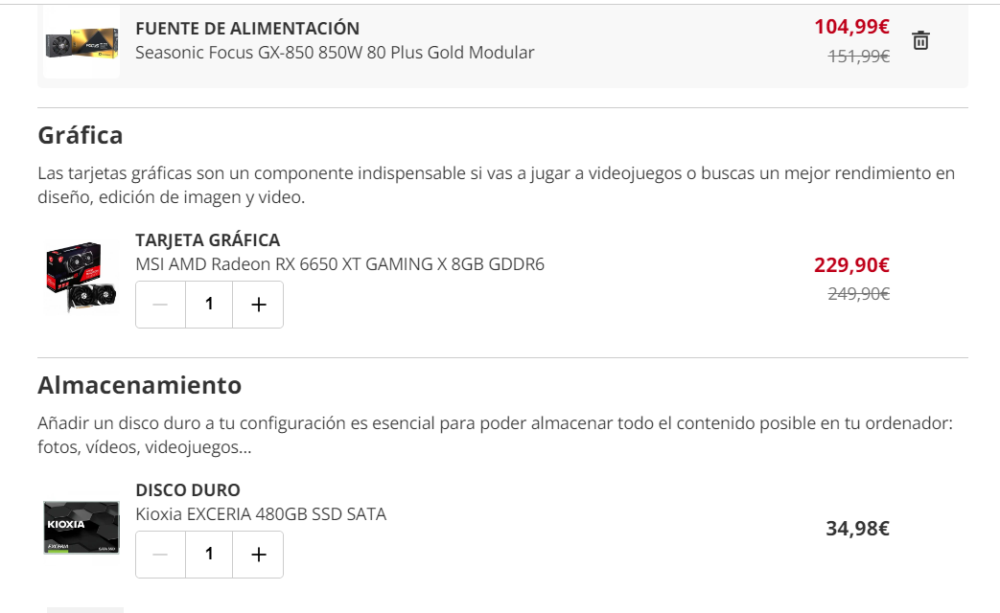 FUENTE DE ALIMENTACIÓN
104,99€
Seasonic Focus GX-850 850W 80 Plus Gold Modular
151,99€
Gráfica
Las tarjetas gráficas son un componente indispensable si vas a jugar a videojuegos o buscas un mejor rendimiento en
diseño, edición de imagen y video.
TARJETA GRÁFICA
MSI AMD Radeon RX 6650 XT GAMING X 8GB GDDR6
229,90€
249,90€
1
Almacenamiento
Añadir un disco duro a tu configuración es esencial para poder almacenar todo el contenido posible en tu ordenador:
fotos, vídeos, videojuegos...
DISCO DURO
Kioxia EXCERIA 480GB SSD SATA
KIOXIA
EXCERIA
34,98€
1